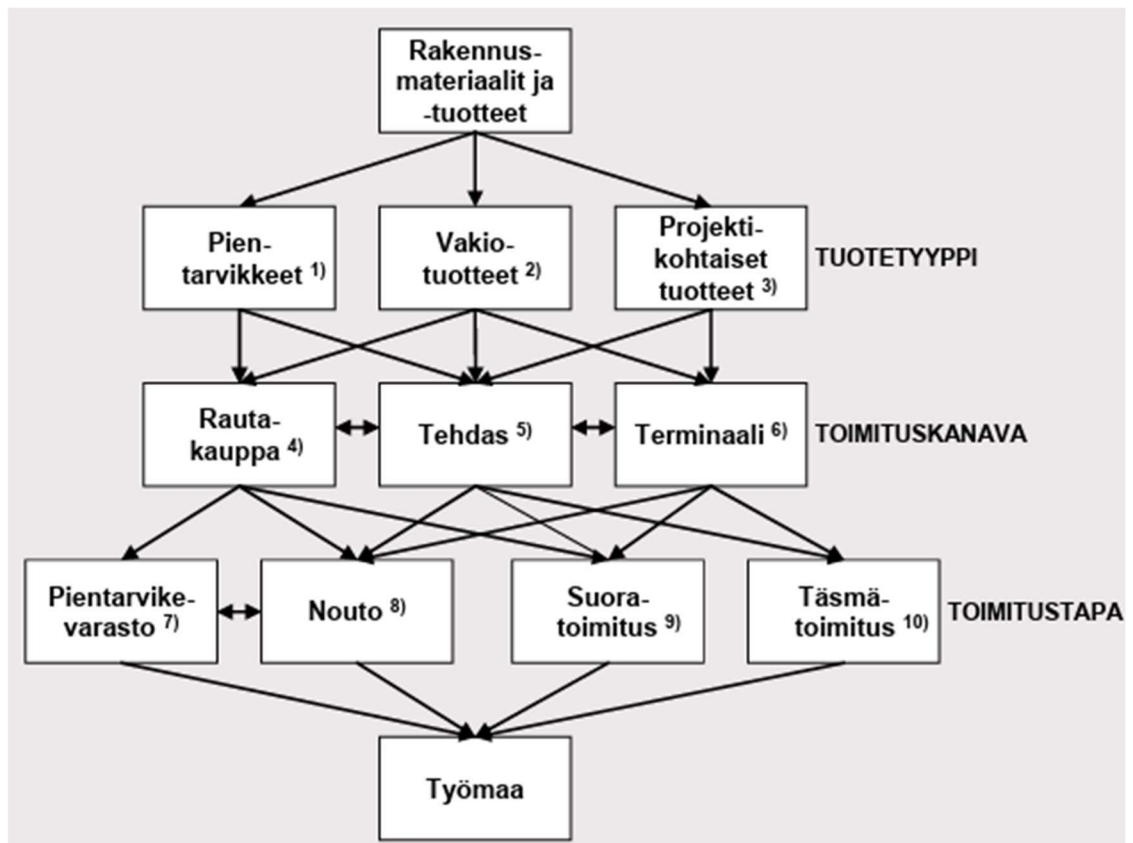 Rakennus-
materiaalit ja
-tuotteet
Pien-
tarvikkeet 1)
Vakio-
tuotteet 2)
Projekti-
kohtaiset
tuotteet 3)
TUOTETYYPPI
Rauta-
kauppa 4)
Tehdas 5)
Terminaali 6)
TOIMITUSKANAVA
Pientarvike-
varasto 7)
Nouto 8)
Suora-
toimitus 9)
Täsmä-
toimitus 10)
TOIMITUSTAPA
Työmaa